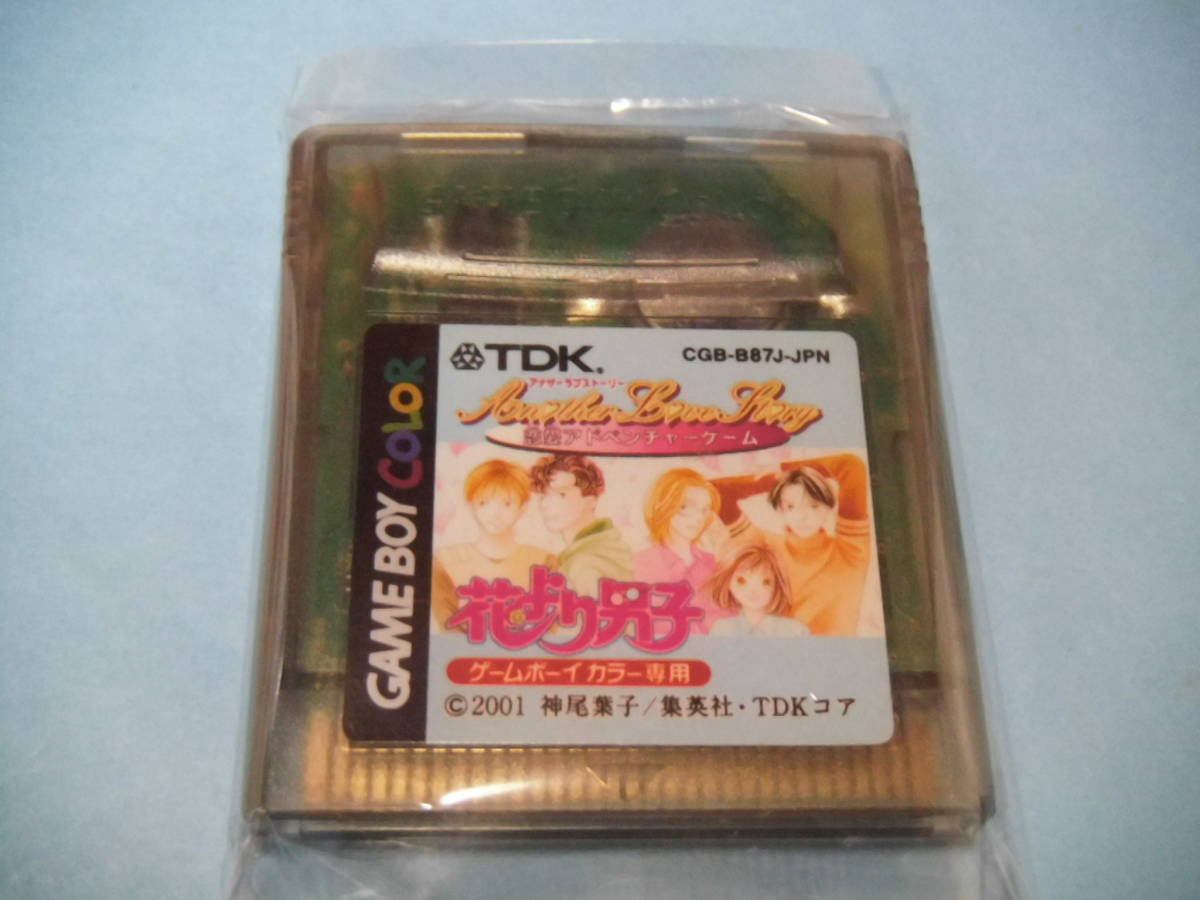 GAME BOY COLOR
TDK.
CGB-B87J-JPN
アナザーラブストーリー
Another Love Story
恋愛アドベンチャーゲーム
花より男子
ゲームボーイカラー専用
©2001 神尾葉子/集英社・TDKコア